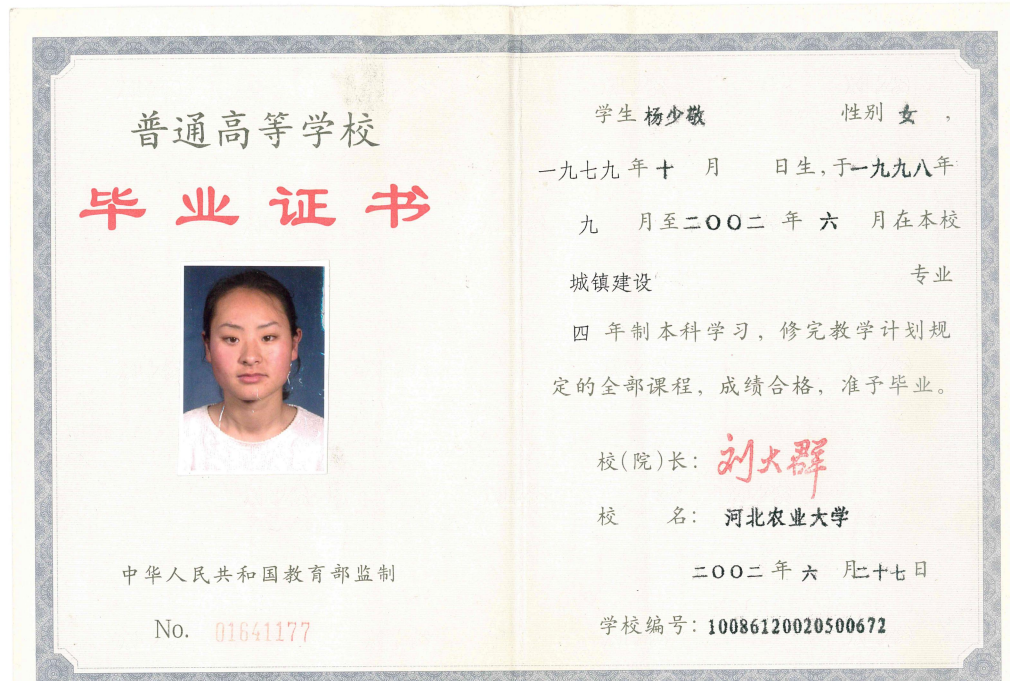 普通高等学校
毕业证书
中华人民共和国教育部监制
No. 01641177
学生 杨少敬 性别 女 ,
一九七九 年 十 月 日生, 于 一九九八 年
九 月至 二〇〇二 年 六 月在本校
城镇建设 专业
四 年制本科学习, 修完教学计划规
定的全部课程, 成绩合格, 准予毕业。
校(院)长: 刘大群
校 名: 河北农业大学
二〇〇二 年 六 月 二十七 日
学校编号: 10086120020500672